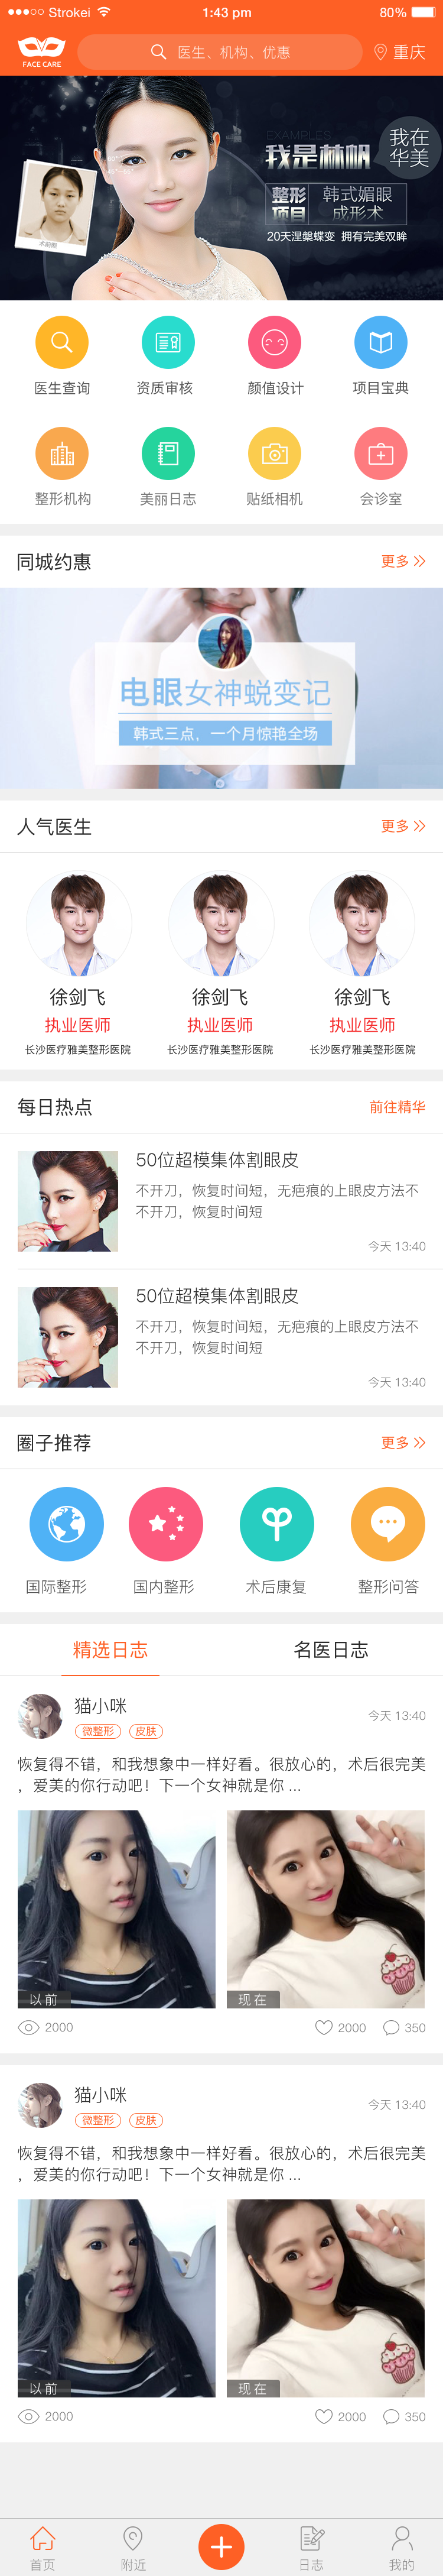 Strokei
1:43 pm
80%
FACE CARE
医生、机构、优惠
重庆
EXAMPLES
我在
华美
我是林帆
整形
项目
韩式媚眼
成形术
20天涅槃蝶变 拥有完美双眸
术前照
医生查询
资质审核
颜值设计
项目宝典
整形机构
美丽日志
贴纸相机
会诊室
同城约惠
更多
电眼女神蜕变记
韩式三点，一个月惊艳全场
人气医生
更多
徐剑飞
徐剑飞
徐剑飞
执业医师
执业医师
执业医师
长沙医疗雅美整形医院
长沙医疗雅美整形医院
长沙医疗雅美整形医院
每日热点
前往精华
50位超模集体割眼皮
不开刀，恢复时间短，无疤痕的上眼皮方法不
不开刀，恢复时间短
今天 13:40
50位超模集体割眼皮
不开刀，恢复时间短，无疤痕的上眼皮方法不
不开刀，恢复时间短
今天 13:40
圈子推荐
更多
国际整形
国内整形
术后康复
整形问答
精选日志
名医日志
猫小咪
今天 13:40
微整形
皮肤
恢复得不错，和我想象中一样好看。很放心的，术后很完美
，爱美的你行动吧！下一个女神就是你 ...
以前
现在
2000
2000
350
猫小咪
今天 13:40
微整形
皮肤
恢复得不错，和我想象中一样好看。很放心的，术后很完美
，爱美的你行动吧！下一个女神就是你 ...
以前
现在
2000
2000
350
首页
附近
日志
我的